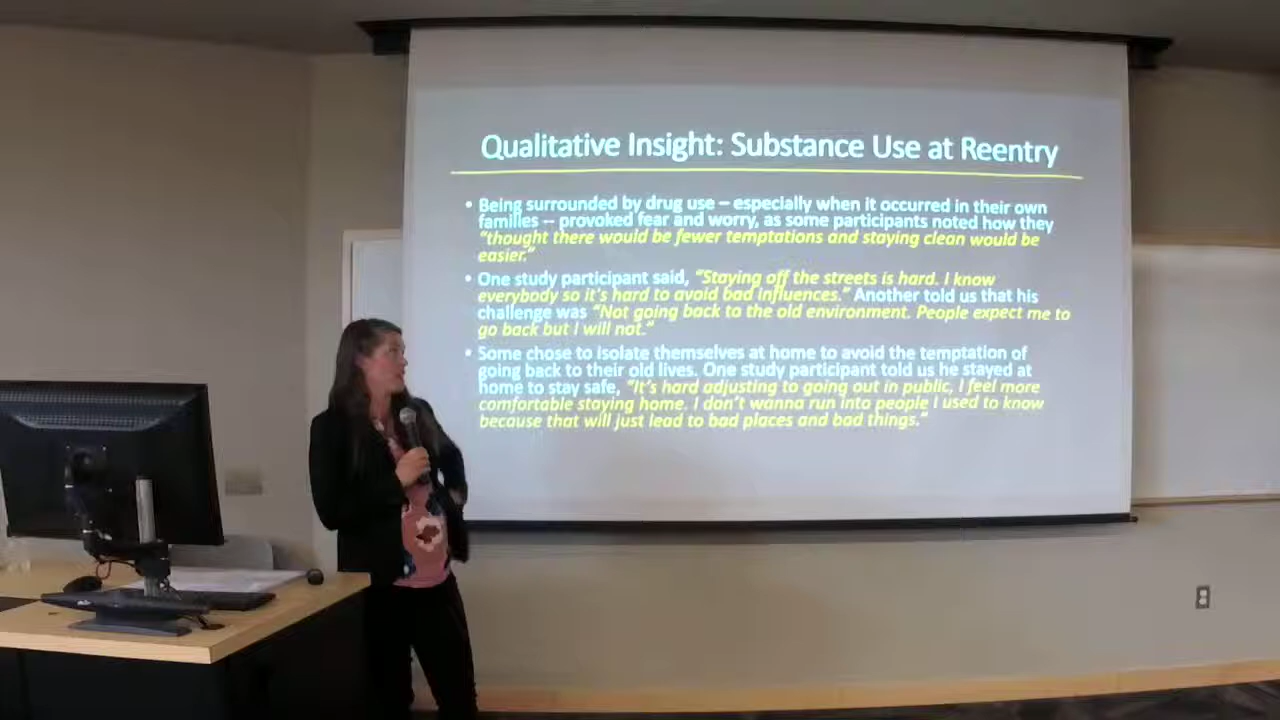 Qualitative Insight: Substance Use at Reentry
• Being surrounded by drug use – especially when it occurred in their own
families -- provoked fear and worry, as some participants noted how they
“thought there would be fewer temptations and staying clean would be
easier.”
• One study participant said, “Staying off the streets is hard. I know
everybody so it's hard to avoid bad influences.” Another told us that his
challenge was “Not going back to the old environment. People expect me to
go back but I will not.”
• Some chose to isolate themselves at home to avoid the temptation of
going back to their old lives. One study participant told us he stayed at
home to stay safe, “It's hard adjusting to going out in public, I feel more
comfortable staying home. I don't wanna run into people I used to know
because that will just lead to bad places and bad things.”